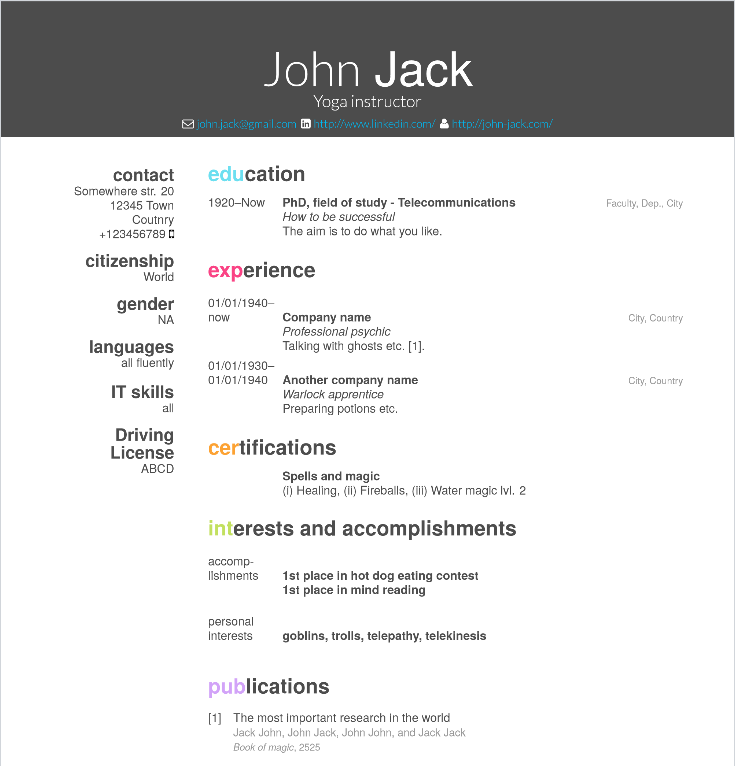 John Jack
Yoga instructor
john.jack@gmail.com http://www.linkedin.com/ http://john-jack.com/
contact
Somewhere str. 20
12345 Town
Coutnry
+123456789
citizenship
World
gender
NA
languages
all fluently
IT skills
all
Driving
License
ABCD
education
1920–Now PhD, field of study - Telecommunications Faculty, Dep., City
How to be successful
The aim is to do what you like.
experience
01/01/1940–
now Company name City, Country
Professional psychic
Talking with ghosts etc. [1].
01/01/1930–
01/01/1940 Another company name City, Country
Warlock apprentice
Preparing potions etc.
certifications
Spells and magic
(i) Healing, (ii) Fireballs, (iii) Water magic lvl. 2
interests and accomplishments
accomp-
lishments 1st place in hot dog eating contest
1st place in mind reading
personal
interests goblins, trolls, telepathy, telekinesis
publications
[1] The most important research in the world
Jack John, John Jack, John John, and Jack Jack
Book of magic, 2525